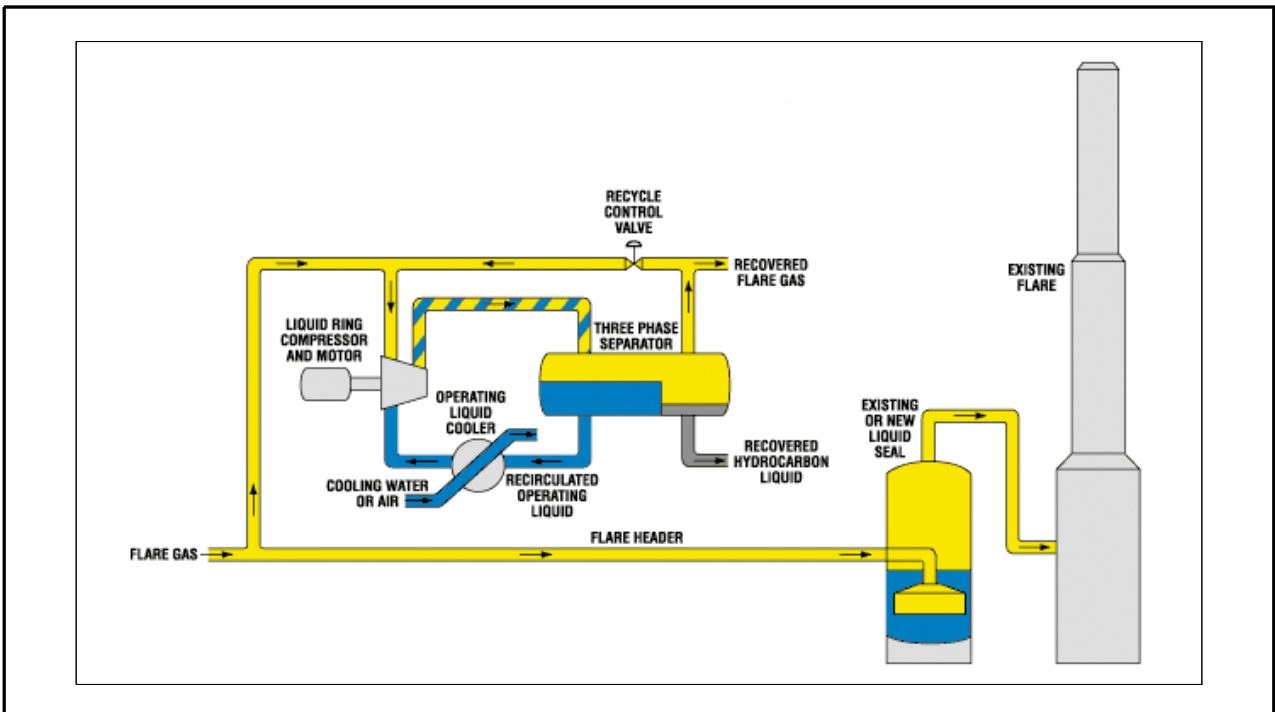 RECYCLE
CONTROL
VALVE
RECOVERED
FLARE GAS
EXISTING
FLARE
LIQUID RING
COMPRESSOR
AND MOTOR
THREE PHASE
SEPARATOR
OPERATING
LIQUID
COOLER
EXISTING
OR NEW
LIQUID
SEAL
COOLING WATER
OR AIR
RECIRCULATED
OPERATING
LIQUID
RECOVERED
HYDROCARBON
LIQUID
FLARE GAS
FLARE HEADER